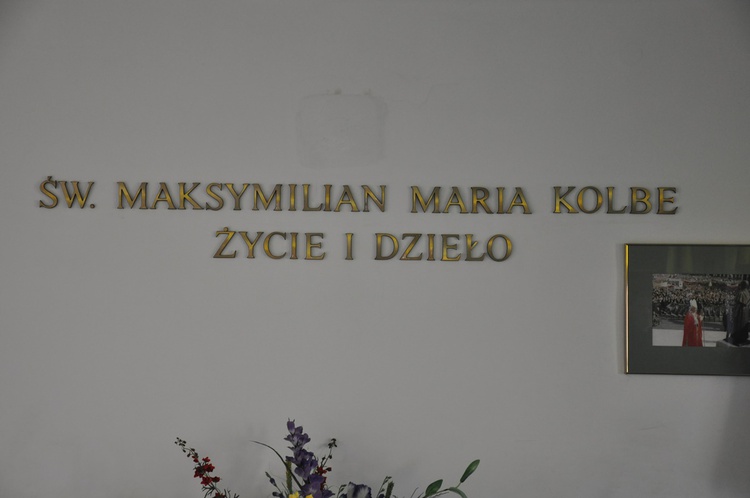 ŚW. MAKSYMILIAN MARIA KOLBE
ŻYCIE I DZIEŁO